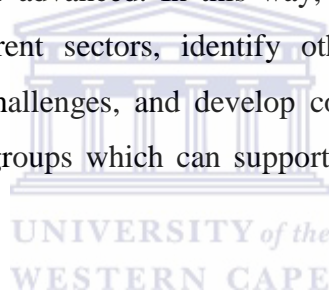 advanced. In this way,
rent sectors, identify oth
hallenges, and develop co
groups which can support
UNIVERSITY of the
WESTERN CAPE